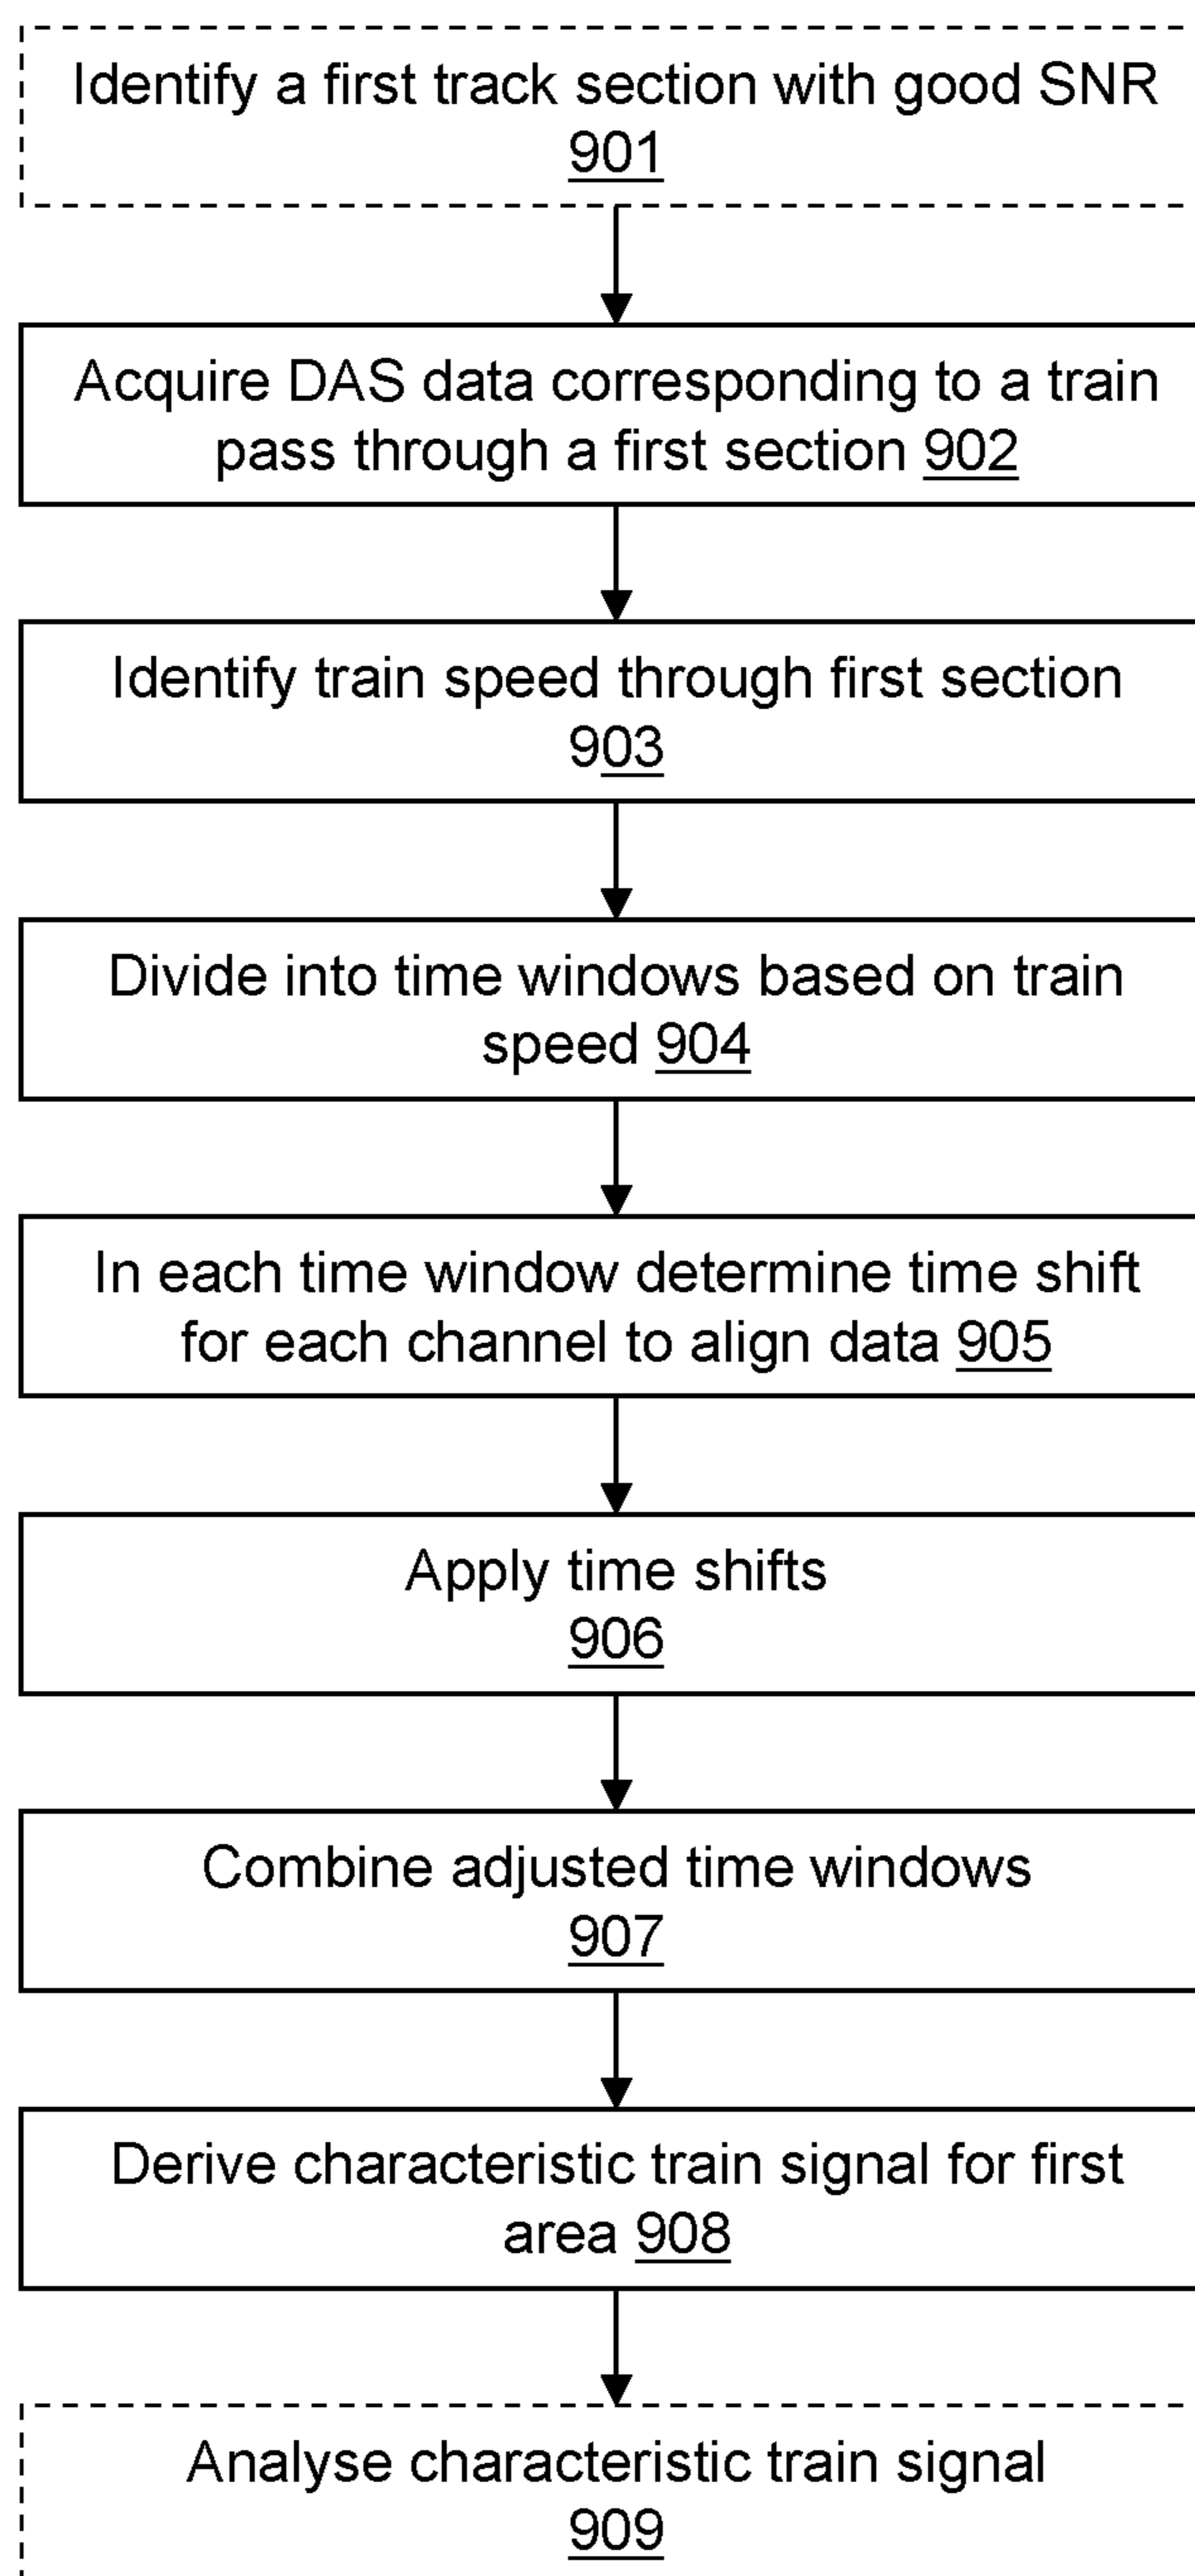 Identify a first track section with good SNR
901
Acquire DAS data corresponding to a train
pass through a first section 902
Identify train speed through first section
903
Divide into time windows based on train
speed 904
In each time window determine time shift
for each channel to align data 905
Apply time shifts
906
Combine adjusted time windows
907
Derive characteristic train signal for first
area 908
Analyse characteristic train signal
909